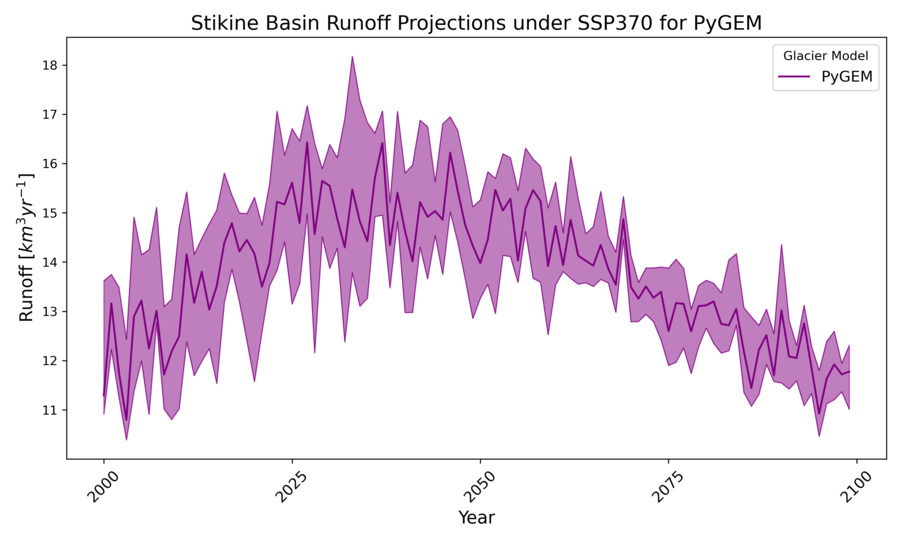 Stikine Basin Runoff Projections under SSP370 for PyGEM
Glacier Model
PyGEM
18
17
16
15
14
13
12
11
Runoff [km³yr⁻¹]
2000
2025
2050
2075
2100
Year